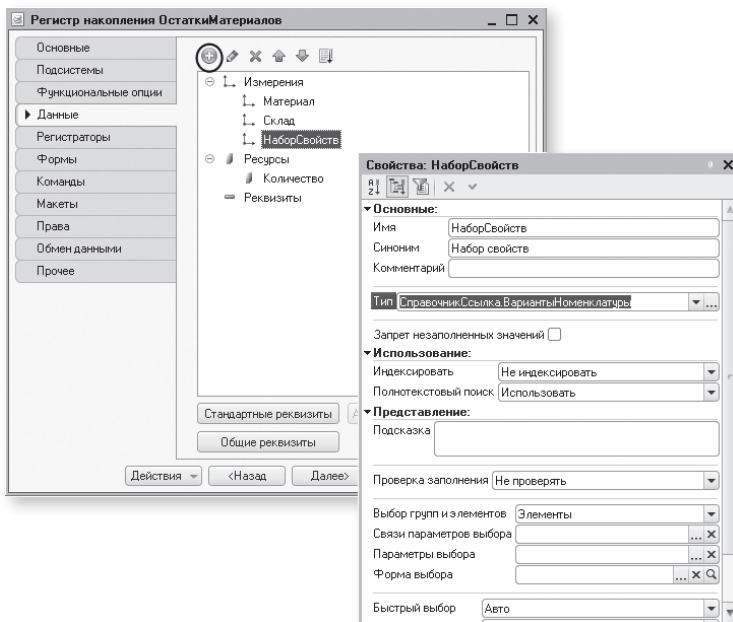 Регистр накопления ОстаткиМатериалов
Основные
Подсистемы
Функциональные опции
Данные
Регистраторы
Формы
Команды
Макеты
Права
Обмен данными
Прочее
Измерения
Материал
Склад
НаборСвойств
Ресурсы
Количество
Реквизиты
Стандартные реквизиты
Общие реквизиты
Действия
<Назад
Далее>
Свойства: НаборСвойств
Основные:
Имя НаборСвойств
Синоним Набор свойств
Комментарий
Тип СправочникСсылка.ВариантыНоменклатуры
Запрет незаполненных значений
Использование:
Индексировать Не индексировать
Полнотекстовый поиск Использовать
Представление:
Подсказка
Проверка заполнения Не проверять
Выбор групп и элементов Элементы
Связи параметров выбора ...
Параметры выбора ...
Форма выбора ...
Быстрый выбор Авто